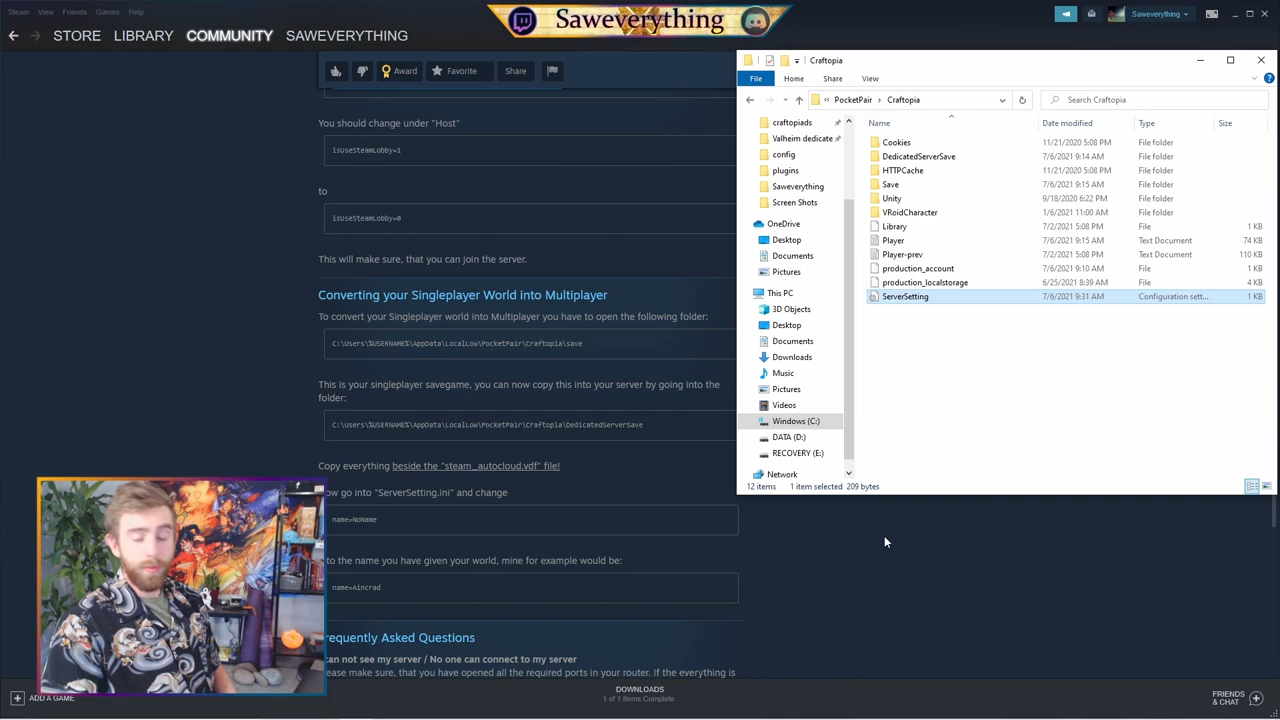 Steam View Friends Games Help
Saweverything
Saweverything
STORE LIBRARY COMMUNITY SAWEVERYTHING
Award Favorite Share
You should change under "Host"
isuseSteamLobby=1
to
isuseSteamLobby=0
This will make sure, that you can join the server.
Converting your Singleplayer World into Multiplayer
To convert your Singleplayer world into Multiplayer you have to open the following folder:
C:\Users\%USERNAME%\AppData\LocalLow\PocketPair\Craftopia\save
This is your singleplayer savegame, you can now copy this into your server by going into the
folder:
C:\Users\%USERNAME%\AppData\LocalLow\PocketPair\Craftopia\DedicatedServerSave
Copy everything beside the "steam_autocloud.vdf" file!
ow go into "ServerSetting.ini" and change
name=NoName
to the name you have given your world, mine for example would be:
name=Aincrad
requently Asked Questions
can not see my server / No one can connect to my server
lease make sure, that you have opened all the required ports in your router. if the everything is
Craftopia
File Home Share View
« PocketPair › Craftopia
Search Craftopia
craftopiads
Valheim dedicate
config
plugins
Saweverything
Screen Shots
OneDrive
Desktop
Documents
Pictures
This PC
3D Objects
Desktop
Documents
Downloads
Music
Pictures
Videos
Windows (C:)
DATA (D:)
RECOVERY (E:)
Network
Name Date modified Type Size
Cookies 11/21/2020 5:08 PM File folder
DedicatedServerSave 7/6/2021 9:14 AM File folder
HTTPCache 11/21/2020 5:08 PM File folder
Save 7/6/2021 9:15 AM File folder
Unity 9/18/2020 6:22 PM File folder
VRoidCharacter 1/6/2021 11:00 AM File folder
Library 7/2/2021 5:08 PM File 1 KB
Player 7/6/2021 9:15 AM Text Document 74 KB
Player-prev 7/2/2021 5:08 PM Text Document 110 KB
production_account 7/6/2021 9:10 AM File 1 KB
production_localstorage 6/25/2021 8:39 AM File 4 KB
ServerSetting 7/6/2021 9:31 AM Configuration sett... 1 KB
12 items 1 item selected 209 bytes
ADD A GAME
DOWNLOADS
1 of 1 Items Complete
FRIENDS
& CHAT